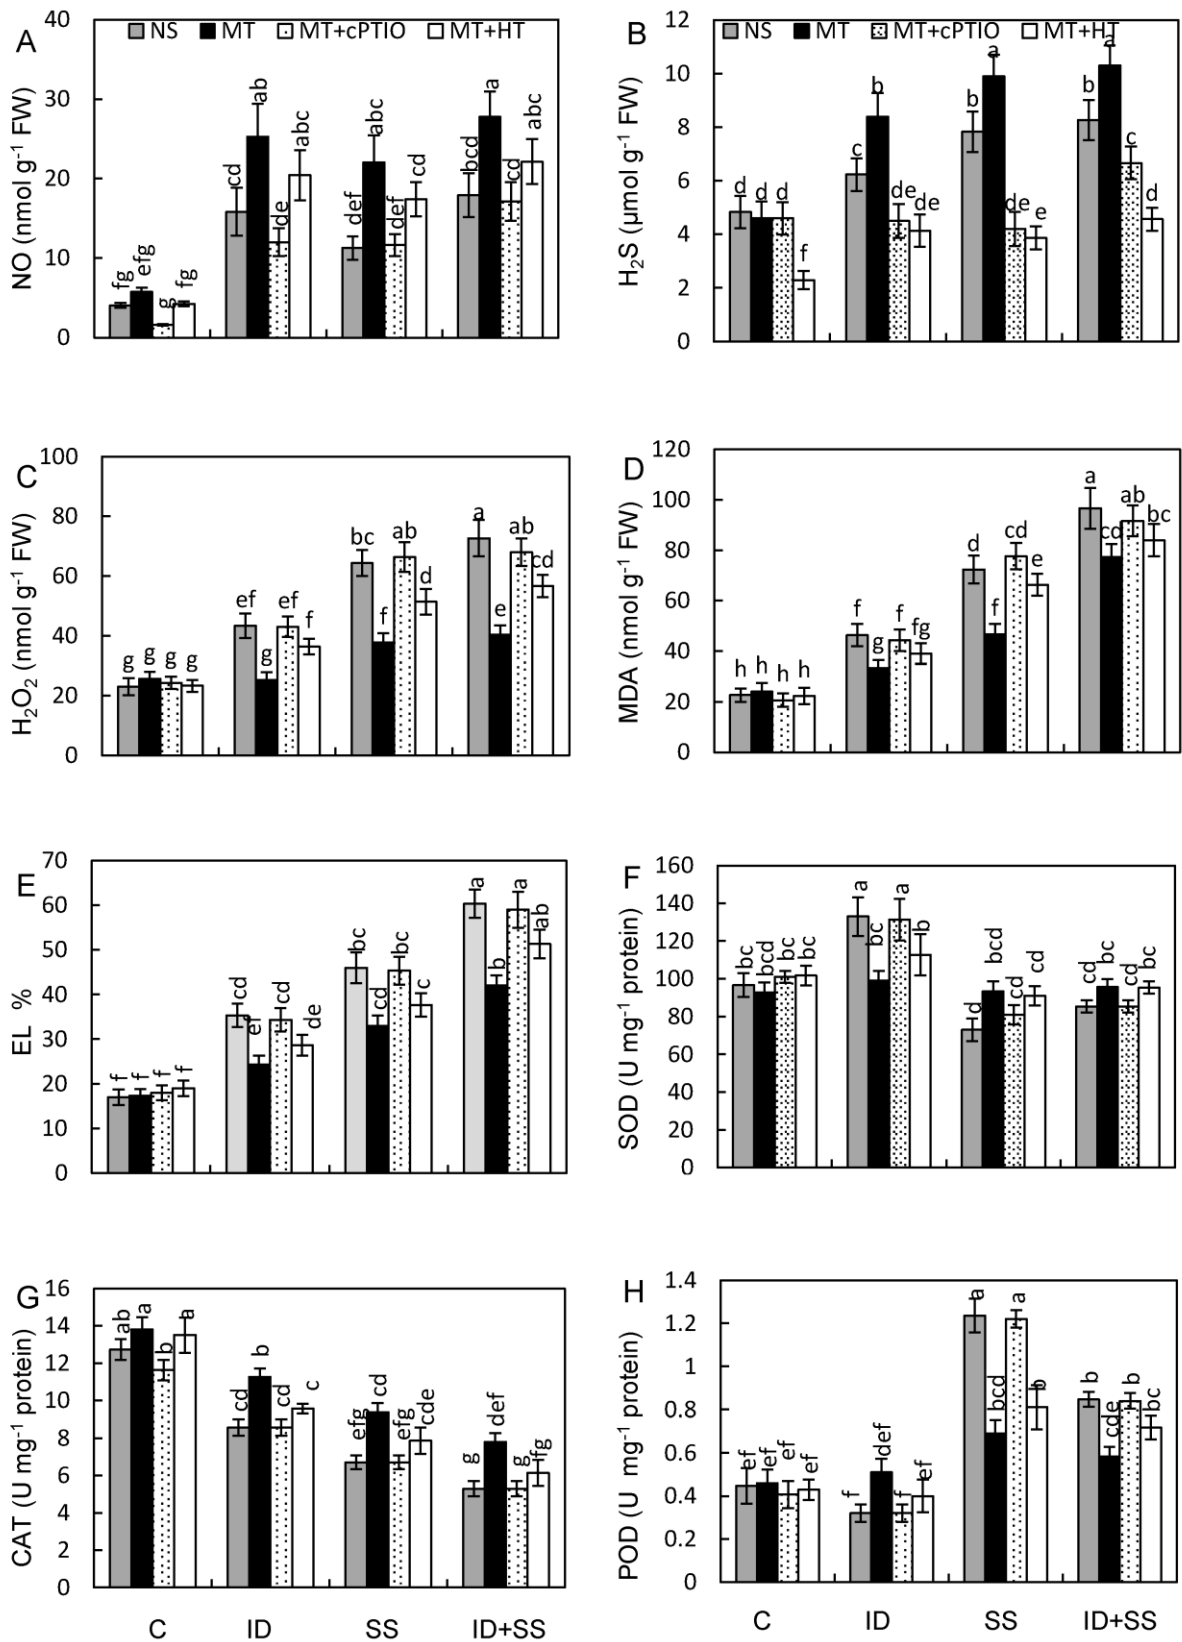 A
NO (nmol g⁻¹ FW)
40
30
20
10
0
NS MT MT+cPTIO MT+HT
fg efg g fg
cd ab de abc
def abc def cd
bcd a cd abc
B
H₂S (µmol g⁻¹ FW)
12
10
8
6
4
2
0
NS MT MT+cPTIO MT+HT
d d d f
c b de de
b a de e
b a c d
C
H₂O₂ (nmol g⁻¹ FW)
100
80
60
40
20
0
g g g g
ef g ef f
bc f ab d
a e ab cd
D
MDA (nmol g⁻¹ FW)
120
100
80
60
40
20
0
h h h h
f g f fg
d f cd e
a cd ab bc
E
EL %
70
60
50
40
30
20
10
0
f f f f
cd ef cd de
bc cd bc c
a b a ab
F
SOD (U mg⁻¹ protein)
160
140
120
100
80
60
40
20
0
bc bcd bc bc
a bc a b
d bcd cd cd
cd bc cd bc
G
CAT (U mg⁻¹ protein)
16
14
12
10
8
6
4
2
0
ab a b a
cd b cd c
efg cd efg cde
g def g fg
C ID SS ID+SS
H
POD (U mg⁻¹ protein)
1.4
1.2
1
0.8
0.6
0.4
0.2
0
ef ef ef ef
f def f ef
a bcd a b
b cde b bc
C ID SS ID+SS